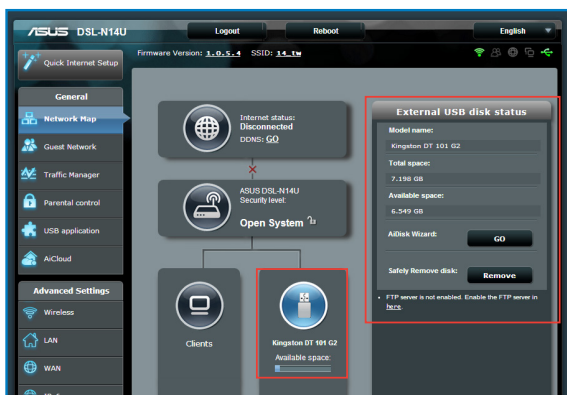 ASUS DSL-N14U
Logout
Reboot
English
Quick Internet Setup
Firmware Version: 1.0.5.4 SSID: 14_tw
General
Network Map
Guest Network
Traffic Manager
Parental control
USB application
AiCloud
Advanced Settings
Wireless
LAN
WAN
Internet status:
Disconnected
DDNS: GO
ASUS DSL-N14U
Security level:
Open System
Clients
Kingston DT 101 G2
Available space:
External USB disk status
Model name:
Kingston DT 101 G2
Total space:
7.198 GB
Available space:
6.549 GB
AiDisk Wizard:
GO
Safely Remove disk:
Remove
• FTP server is not enabled. Enable the FTP server in
here.